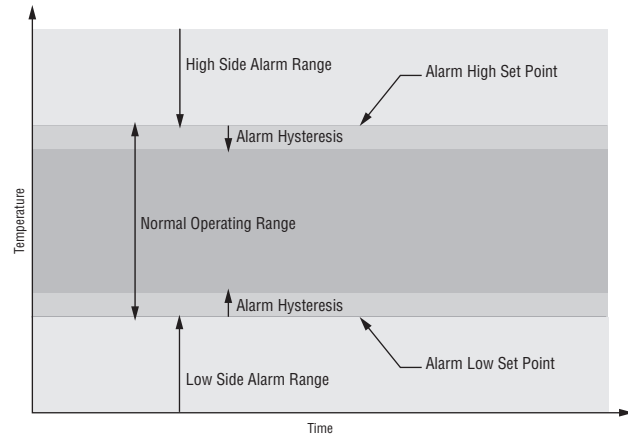 High Side Alarm Range
Alarm High Set Point
Alarm Hysteresis
Temperature
Normal Operating Range
Alarm Hysteresis
Alarm Low Set Point
Low Side Alarm Range
Time